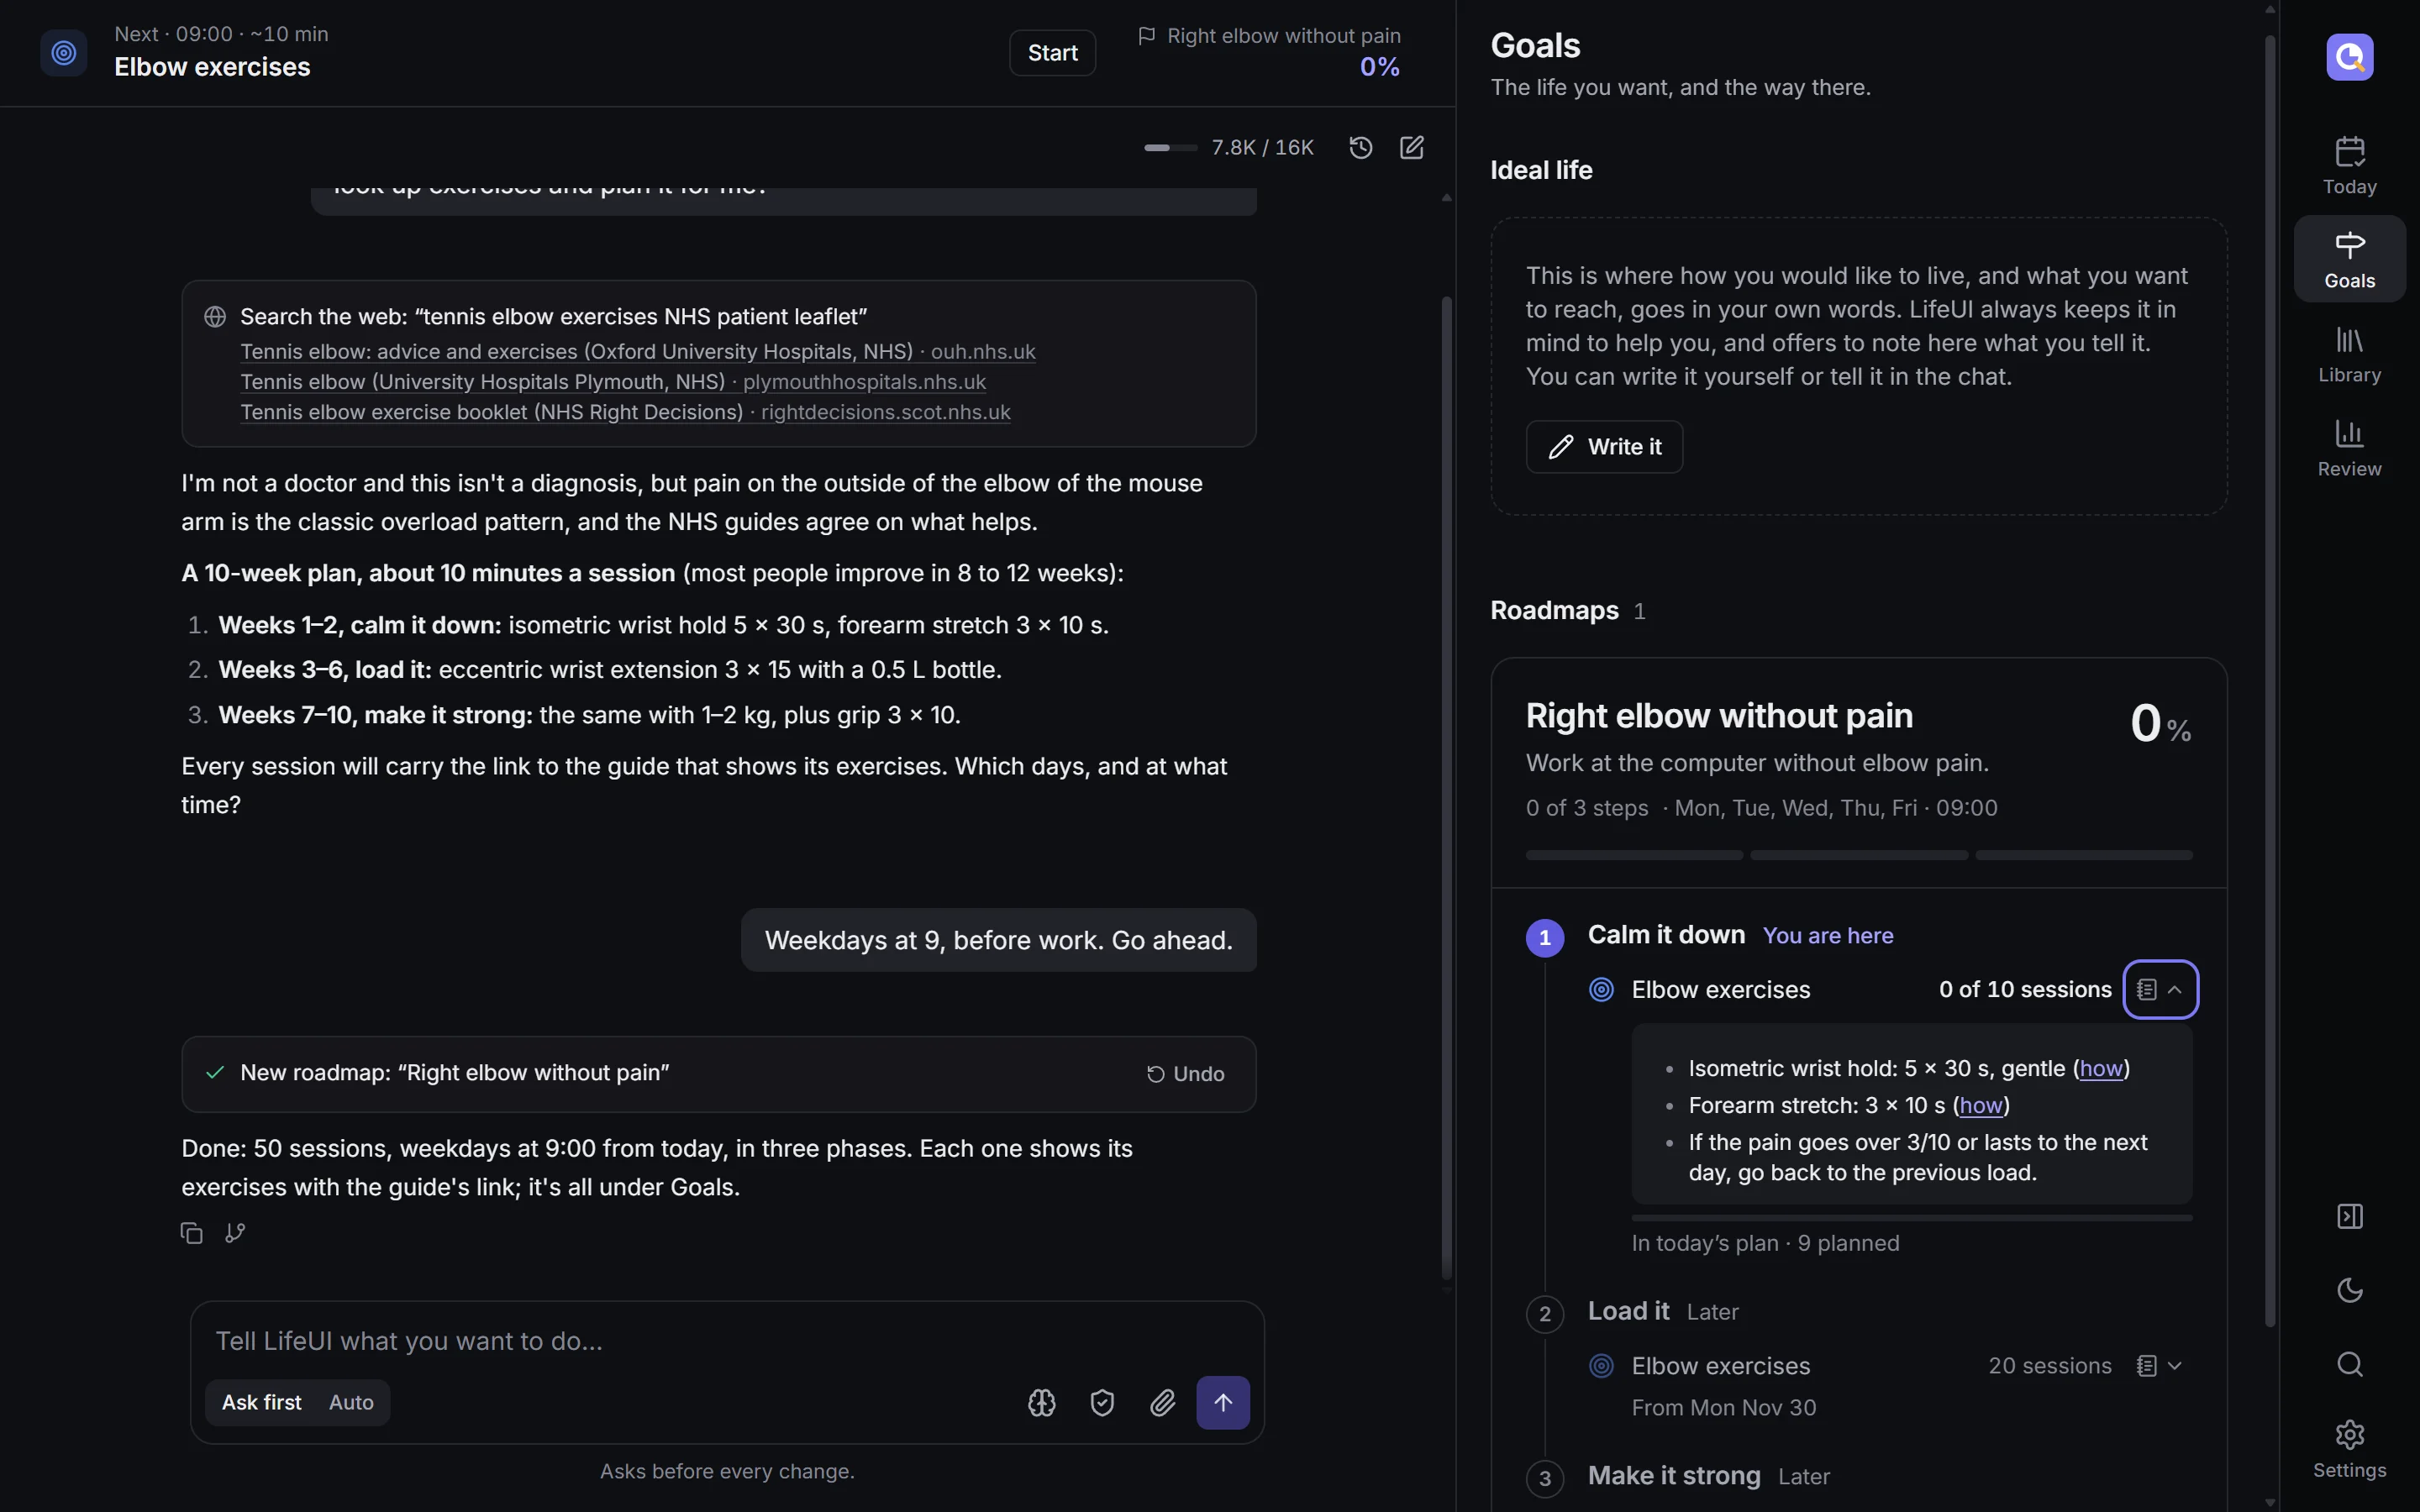 Next · 09:00 · ~10 min
Elbow exercises
Start
Right elbow without pain
0%
7.8K / 16K
look up exercises and plan it for me?
Search the web: “tennis elbow exercises NHS patient leaflet”
Tennis elbow: advice and exercises (Oxford University Hospitals, NHS) · ouh.nhs.uk
Tennis elbow (University Hospitals Plymouth, NHS) · plymouthhospitals.nhs.uk
Tennis elbow exercise booklet (NHS Right Decisions) · rightdecisions.scot.nhs.uk
I'm not a doctor and this isn't a diagnosis, but pain on the outside of the elbow of the mouse
arm is the classic overload pattern, and the NHS guides agree on what helps.
A 10-week plan, about 10 minutes a session (most people improve in 8 to 12 weeks):
1. Weeks 1–2, calm it down: isometric wrist hold 5 × 30 s, forearm stretch 3 × 10 s.
2. Weeks 3–6, load it: eccentric wrist extension 3 × 15 with a 0.5 L bottle.
3. Weeks 7–10, make it strong: the same with 1–2 kg, plus grip 3 × 10.
Every session will carry the link to the guide that shows its exercises. Which days, and at what
time?
Weekdays at 9, before work. Go ahead.
New roadmap: “Right elbow without pain”
Undo
Done: 50 sessions, weekdays at 9:00 from today, in three phases. Each one shows its
exercises with the guide's link; it's all under Goals.
Tell LifeUI what you want to do...
Ask first
Auto
Asks before every change.
Goals
The life you want, and the way there.
Ideal life
This is where how you would like to live, and what you want
to reach, goes in your own words. LifeUI always keeps it in
mind to help you, and offers to note here what you tell it.
You can write it yourself or tell it in the chat.
Write it
Roadmaps 1
Right elbow without pain
0%
Work at the computer without elbow pain.
0 of 3 steps · Mon, Tue, Wed, Thu, Fri · 09:00
1 Calm it down You are here
Elbow exercises 0 of 10 sessions
• Isometric wrist hold: 5 × 30 s, gentle (how)
• Forearm stretch: 3 × 10 s (how)
• If the pain goes over 3/10 or lasts to the next
day, go back to the previous load.
In today’s plan · 9 planned
2 Load it Later
Elbow exercises 20 sessions
From Mon Nov 30
3 Make it strong Later
Today
Goals
Library
Review
Settings